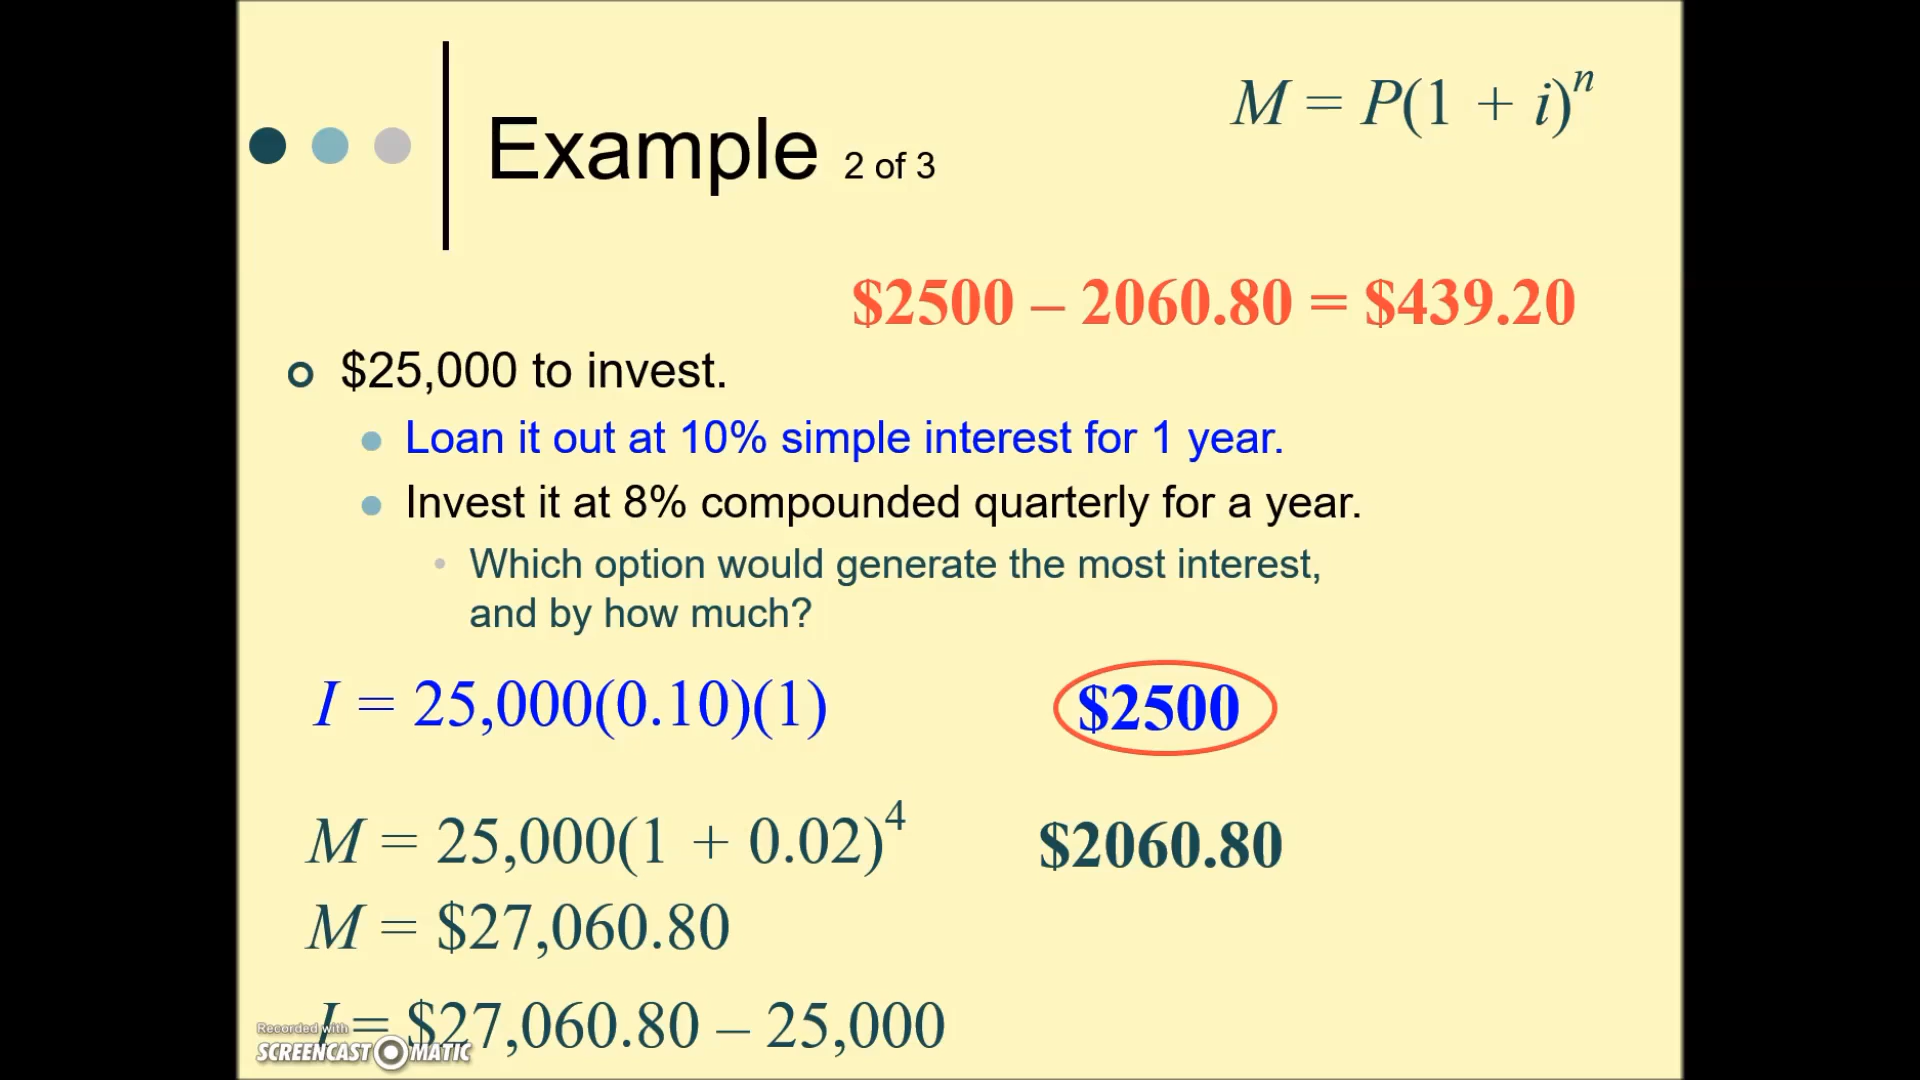 M = P(1 + i)ⁿ
Example 2 of 3
$2500 – 2060.80 = $439.20
$25,000 to invest.
Loan it out at 10% simple interest for 1 year.
Invest it at 8% compounded quarterly for a year.
Which option would generate the most interest,
and by how much?
I = 25,000(0.10)(1)
$2500
M = 25,000(1 + 0.02)⁴
$2060.80
M = $27,060.80
I = $27,060.80 – 25,000
Recorded with
SCREENCAST MATIC